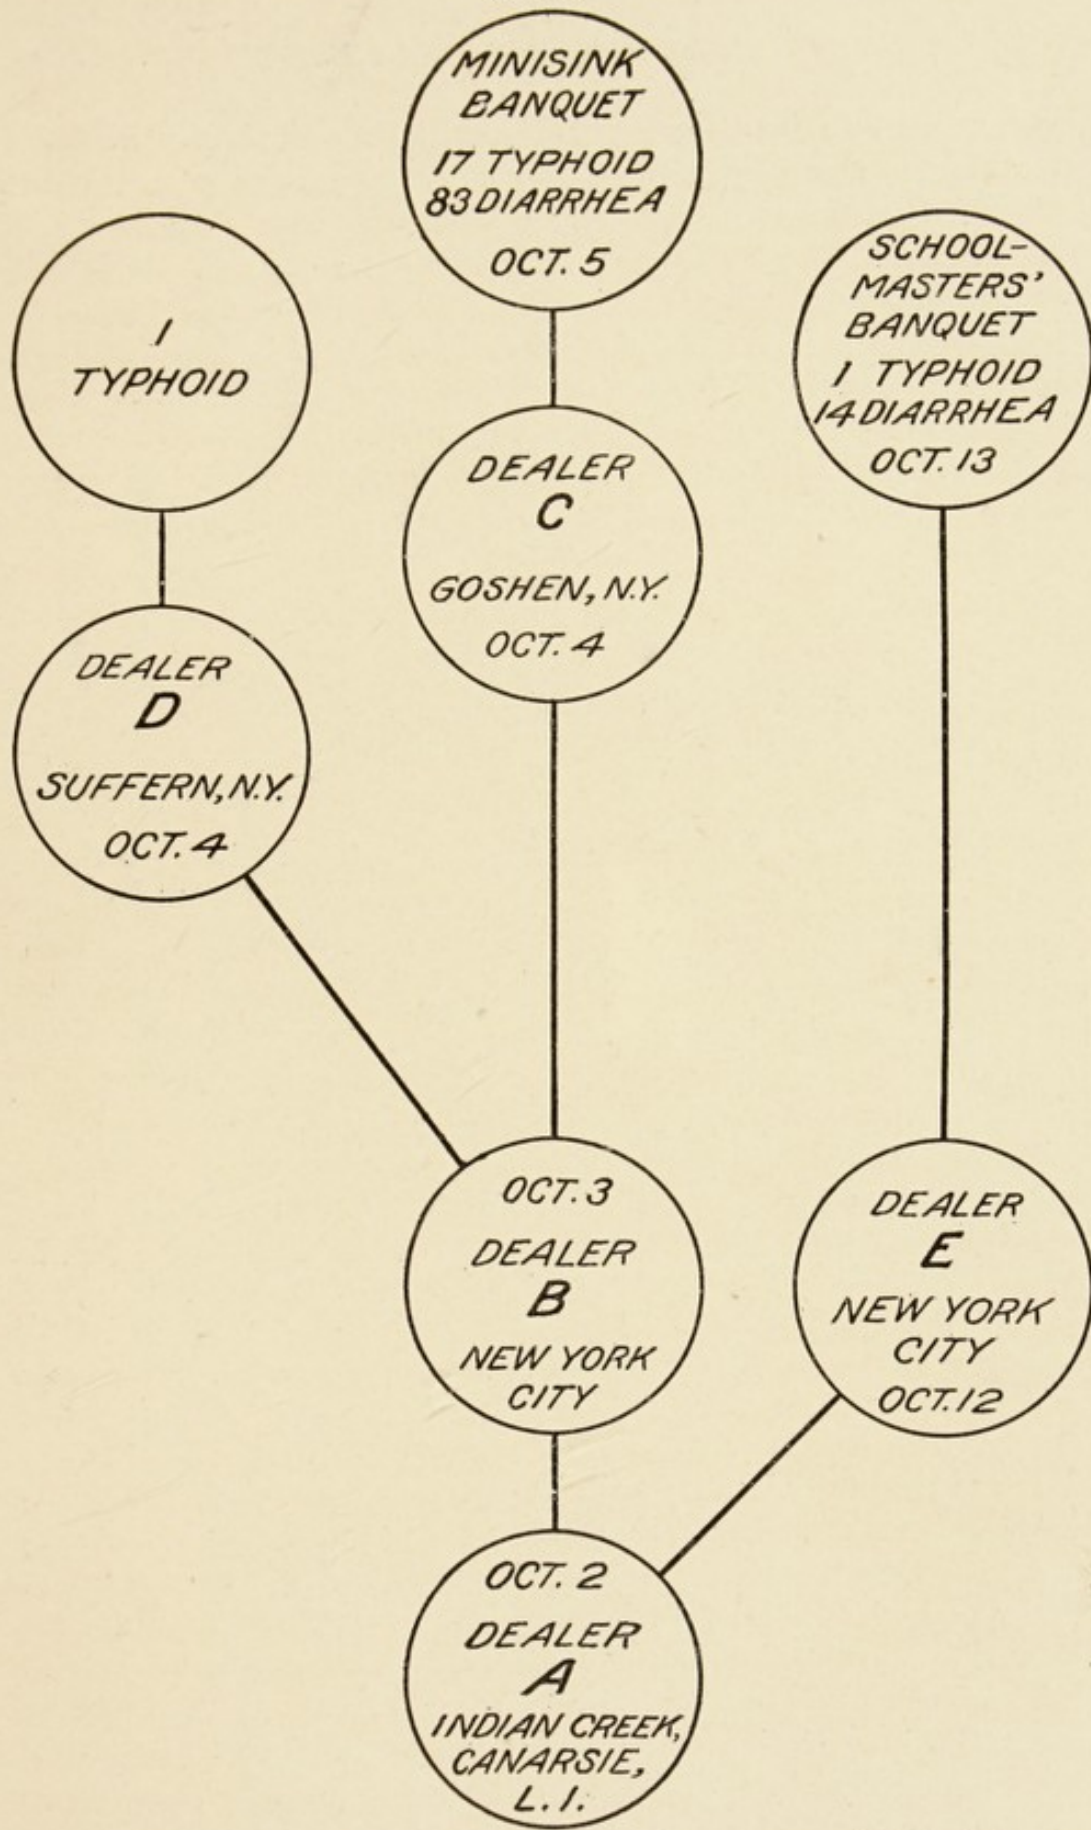 MINISINK
BANQUET
17 TYPHOID
83 DIARRHEA
OCT. 5
1
TYPHOID
SCHOOL-
MASTERS'
BANQUET
1 TYPHOID
14 DIARRHEA
OCT. 13
DEALER
C
GOSHEN, N.Y.
OCT. 4
DEALER
D
SUFFERN, N.Y.
OCT. 4
OCT. 3
DEALER
B
NEW YORK
CITY
DEALER
E
NEW YORK
CITY
OCT. 12
OCT. 2
DEALER
A
INDIAN CREEK,
CANARSIE,
L. I.